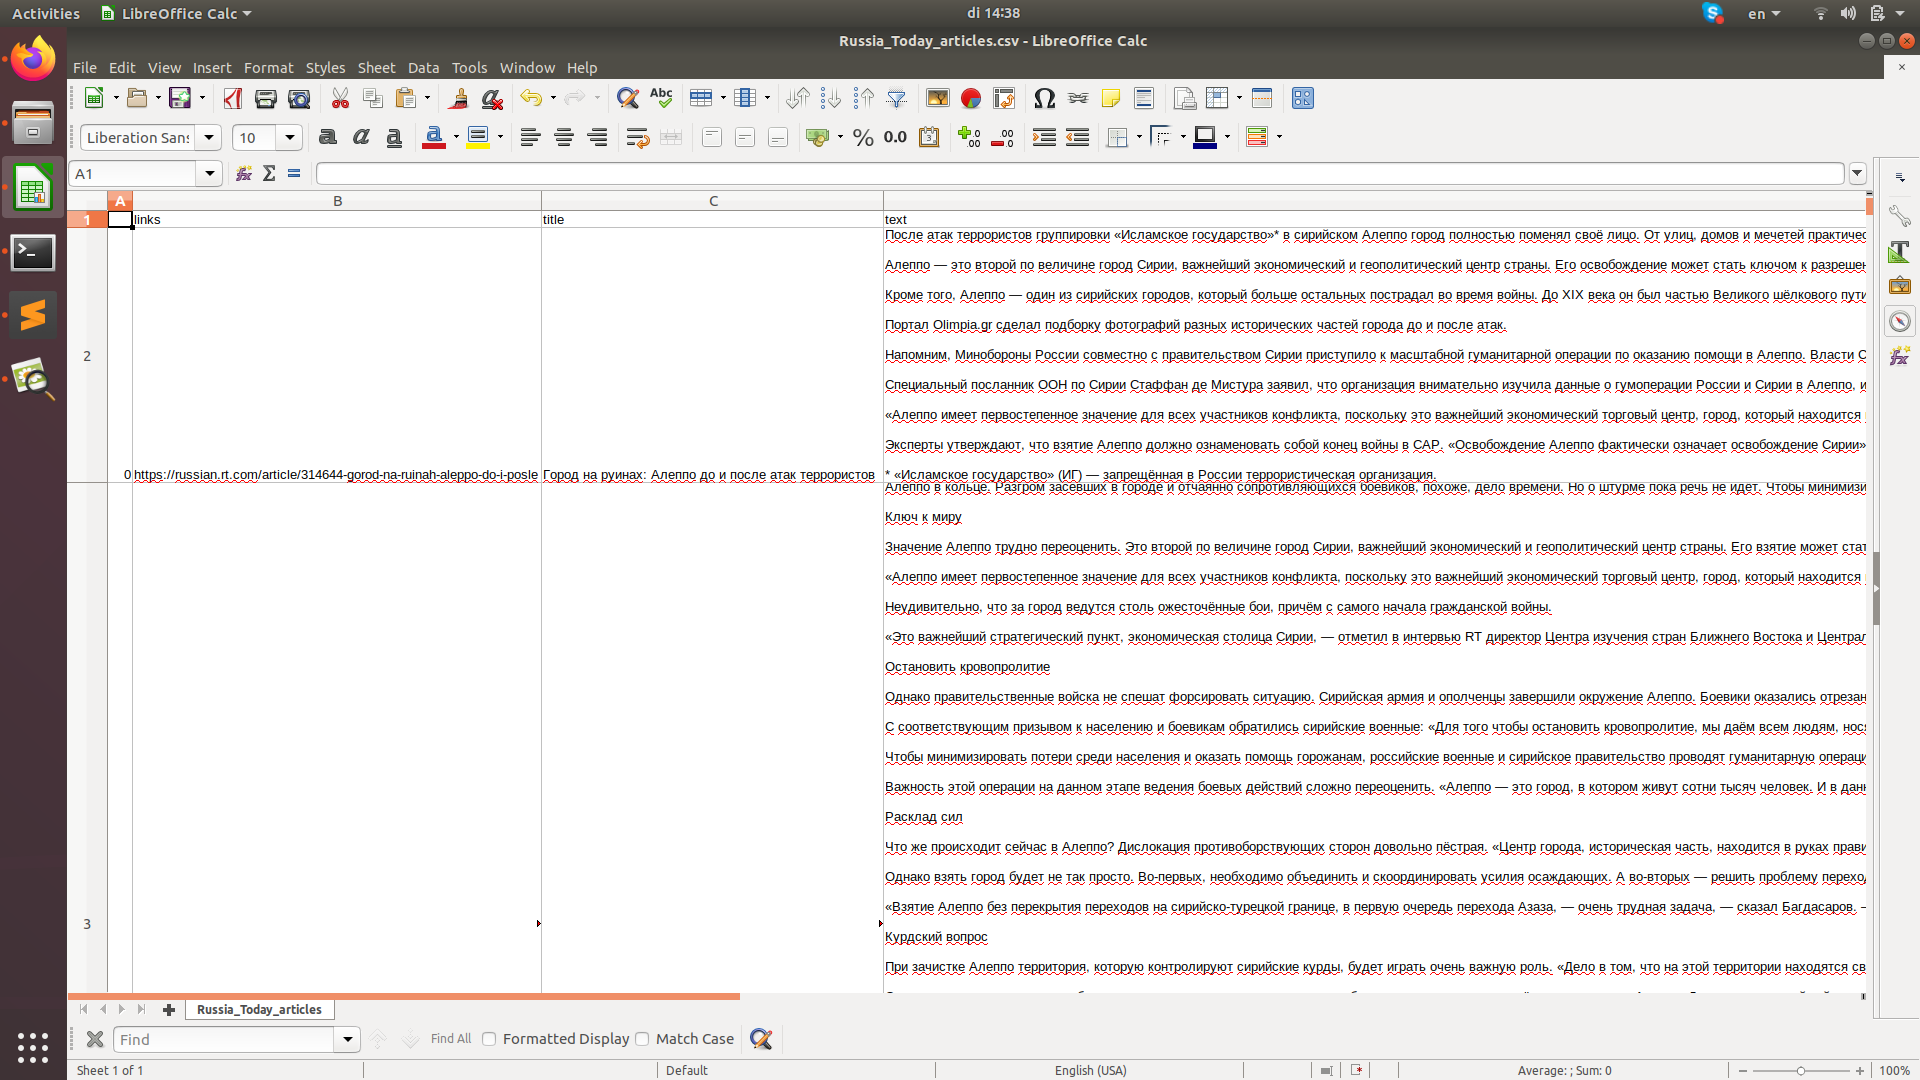 Activities LibreOffice Calc di 14:38 en
Russia_Today_articles.csv - LibreOffice Calc
File Edit View Insert Format Styles Sheet Data Tools Window Help
Liberation Sans 10
A1
A B C
1 links title text
После атак террористов группировки «Исламское государство»* в сирийском Алеппо город полностью поменял своё лицо. От улиц, домов и мечетей
Алеппо — это второй по величине город Сирии, важнейший экономический и геополитический центр страны. Его освобождение может стать ключом к
Кроме того, Алеппо — один из сирийских городов, который больше остальных пострадал во время войны. До XIX века он был частью Великого шёлкового пути
Портал Olimpia.gr сделал подборку фотографий разных исторических частей города до и после атак.
2 Напомним, Минобороны России совместно с правительством Сирии приступило к масштабной гуманитарной операции по оказанию помощи в Алеппо. Власти
Специальный посланник ООН по Сирии Стаффан де Мистура заявил, что организация внимательно изучила данные о гумоперации России и Сирии в Алеппо, и
«Алеппо имеет первостепенное значение для всех участников конфликта, поскольку это важнейший экономический торговый центр, город, который находится
Эксперты утверждают, что взятие Алеппо должно ознаменовать собой конец войны в САР. «Освобождение Алеппо фактически означает освобождение Сирии»
0 https://russian.rt.com/article/314644-gorod-na-ruinah-aleppo-do-i-posle Город на руинах: Алеппо до и после атак террористов * «Исламское государство» (ИГ) — запрещённая в России террористическая организация.
Алеппо в кольце. Разгром засевших в городе и отчаянно сопротивляющихся боевиков, похоже, дело времени. Но о штурме пока речь не идет. Чтобы
Ключ к миру
Значение Алеппо трудно переоценить. Это второй по величине город Сирии, важнейший экономический и геополитический центр страны. Его взятие может
«Алеппо имеет первостепенное значение для всех участников конфликта, поскольку это важнейший экономический торговый центр, город, который находится
Неудивительно, что за город ведутся столь ожесточённые бои, причём с самого начала гражданской войны.
«Это важнейший стратегический пункт, экономическая столица Сирии, — отметил в интервью RT директор Центра изучения стран Ближнего Востока и
Остановить кровопролитие
Однако правительственные войска не спешат форсировать ситуацию. Сирийская армия и ополченцы завершили окружение Алеппо. Боевики оказались
С соответствующим призывом к населению и боевикам обратились сирийские военные: «Для того чтобы остановить кровопролитие, мы даём всем людям,
Чтобы минимизировать потери среди населения и оказать помощь горожанам, российские военные и сирийское правительство проводят гуманитарную
Важность этой операции на данном этапе ведения боевых действий сложно переоценить. «Алеппо — это город, в котором живут сотни тысяч человек. И в
Расклад сил
Что же происходит сейчас в Алеппо? Дислокация противоборствующих сторон довольно пёстрая. «Центр города, историческая часть, находится в руках
Однако взять город будет не так просто. Во-первых, необходимо объединить и скоординировать усилия осаждающих. А во-вторых — решить проблему
«Взятие Алеппо без перекрытия переходов на сирийско-турецкой границе, в первую очередь перехода Азаза, — очень трудная задача, — сказал Багдасаров. –
3
Курдский вопрос
При зачистке Алеппо территория, которую контролируют сирийские курды, будет играть очень важную роль. «Дело в том, что на этой территории находятся
Russia_Today_articles
Find Find All Formatted Display Match Case
Sheet 1 of 1 Default English (USA) Average: ; Sum: 0 100%